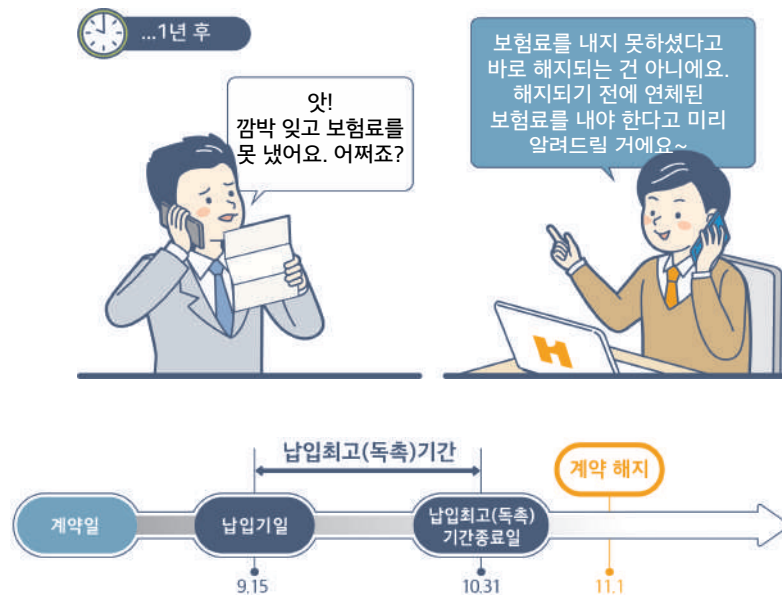 ...1년 후
앗!
깜박 잊고 보험료를
못 냈어요. 어쩌죠?
보험료를 내지 못하셨다고
바로 해지되는 건 아니에요.
해지되기 전에 연체된
보험료를 내야 한다고 미리
알려드릴 거에요~
H
납입최고(독촉)기간
계약 해지
계약일
납입기일
납입최고(독촉)
기간종료일
9.15
10.31
11.1